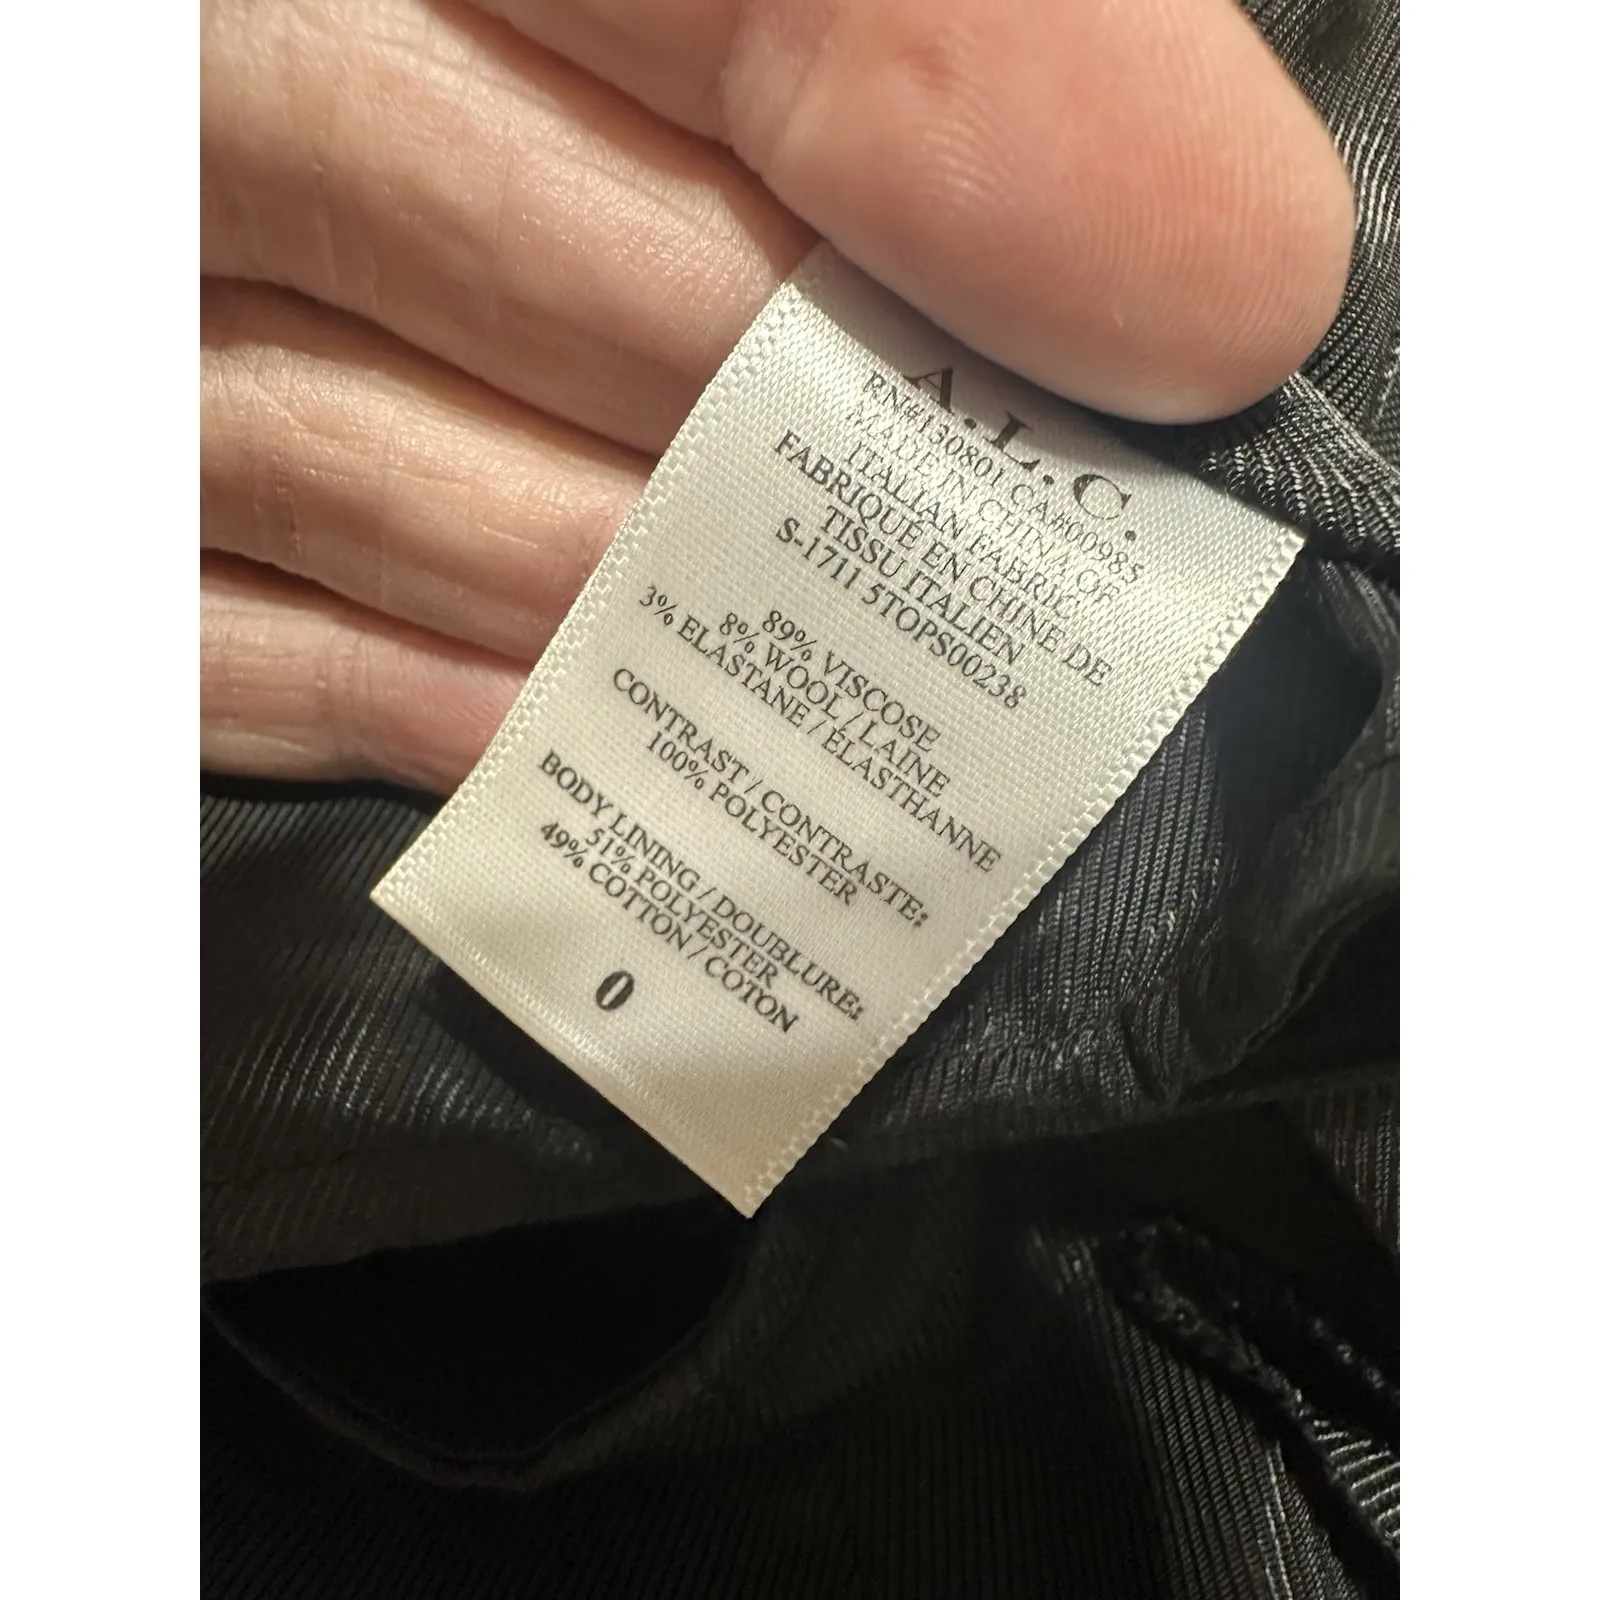 A.L.C.
RN#130801 CA#00985
MADE IN CHINA OF
ITALIAN FABRIC
FABRIQUÉ EN CHINE DE
TISSU ITALIEN
S-1711 5TOPS00238
89% VISCOSE
8% WOOL / LAINE
3% ELASTANE / ÉLASTHANNE
CONTRAST / CONTRASTE:
100% POLYESTER
BODY LINING / DOUBLURE:
51% POLYESTER
49% COTTON / COTON
0